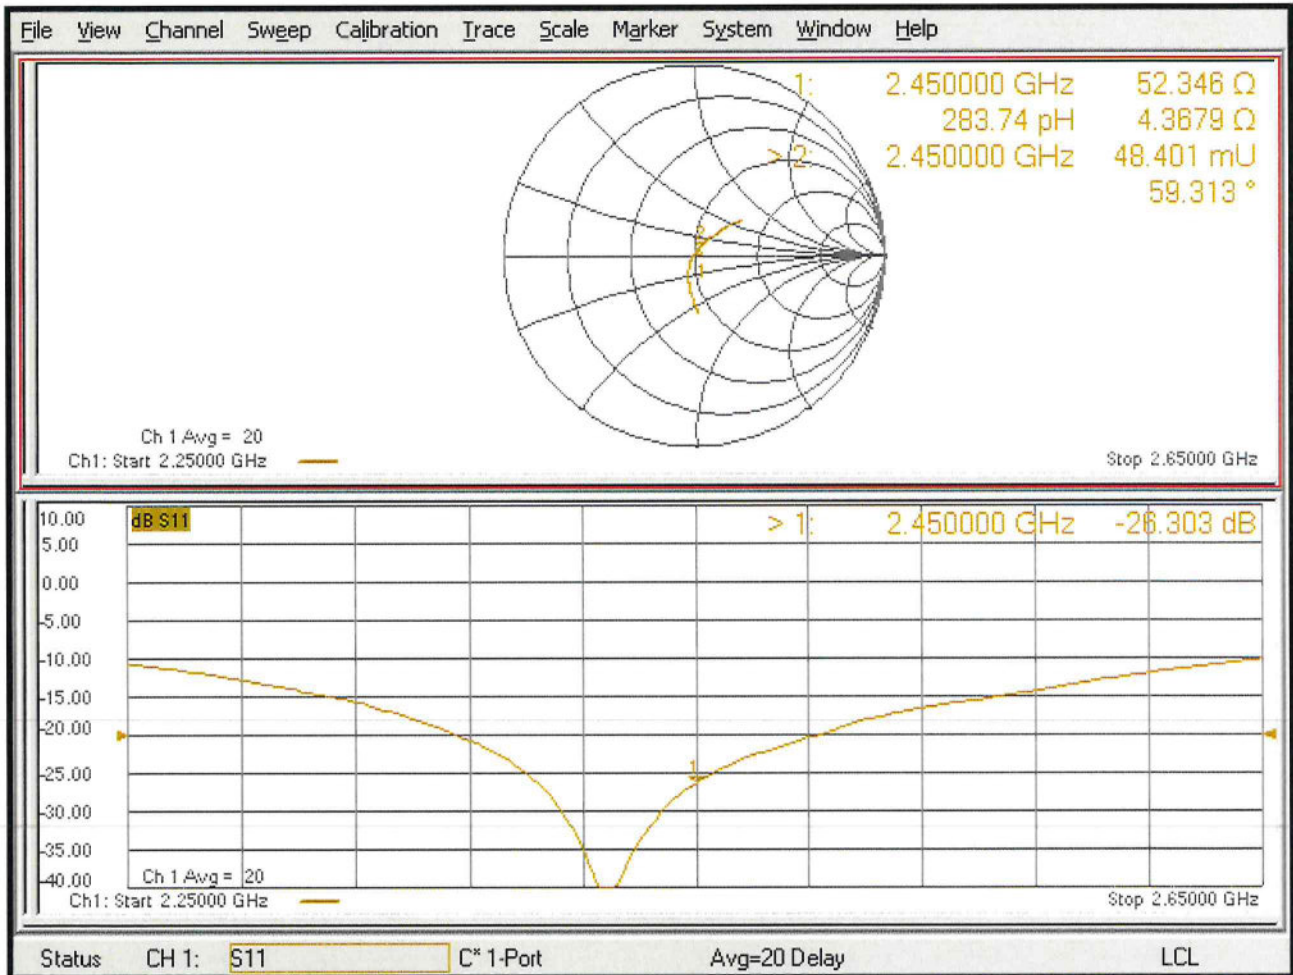 File View Channel Sweep Calibration Trace Scale Marker System Window Help
1: 2.450000 GHz 52.346 Ω
283.74 pH 4.3679 Ω
> 2: 2.450000 GHz 48.401 mU
59.313 °
2
1
Ch 1 Avg = 20
Ch1: Start 2.25000 GHz
Stop 2.65000 GHz
10.00
dB S11
> 1: 2.450000 GHz -26.303 dB
5.00
0.00
-5.00
-10.00
-15.00
-20.00
-25.00
1
-30.00
-35.00
-40.00
Ch 1 Avg = 20
Ch1: Start 2.25000 GHz
Stop 2.65000 GHz
Status CH 1: S11 C* 1-Port Avg=20 Delay LCL